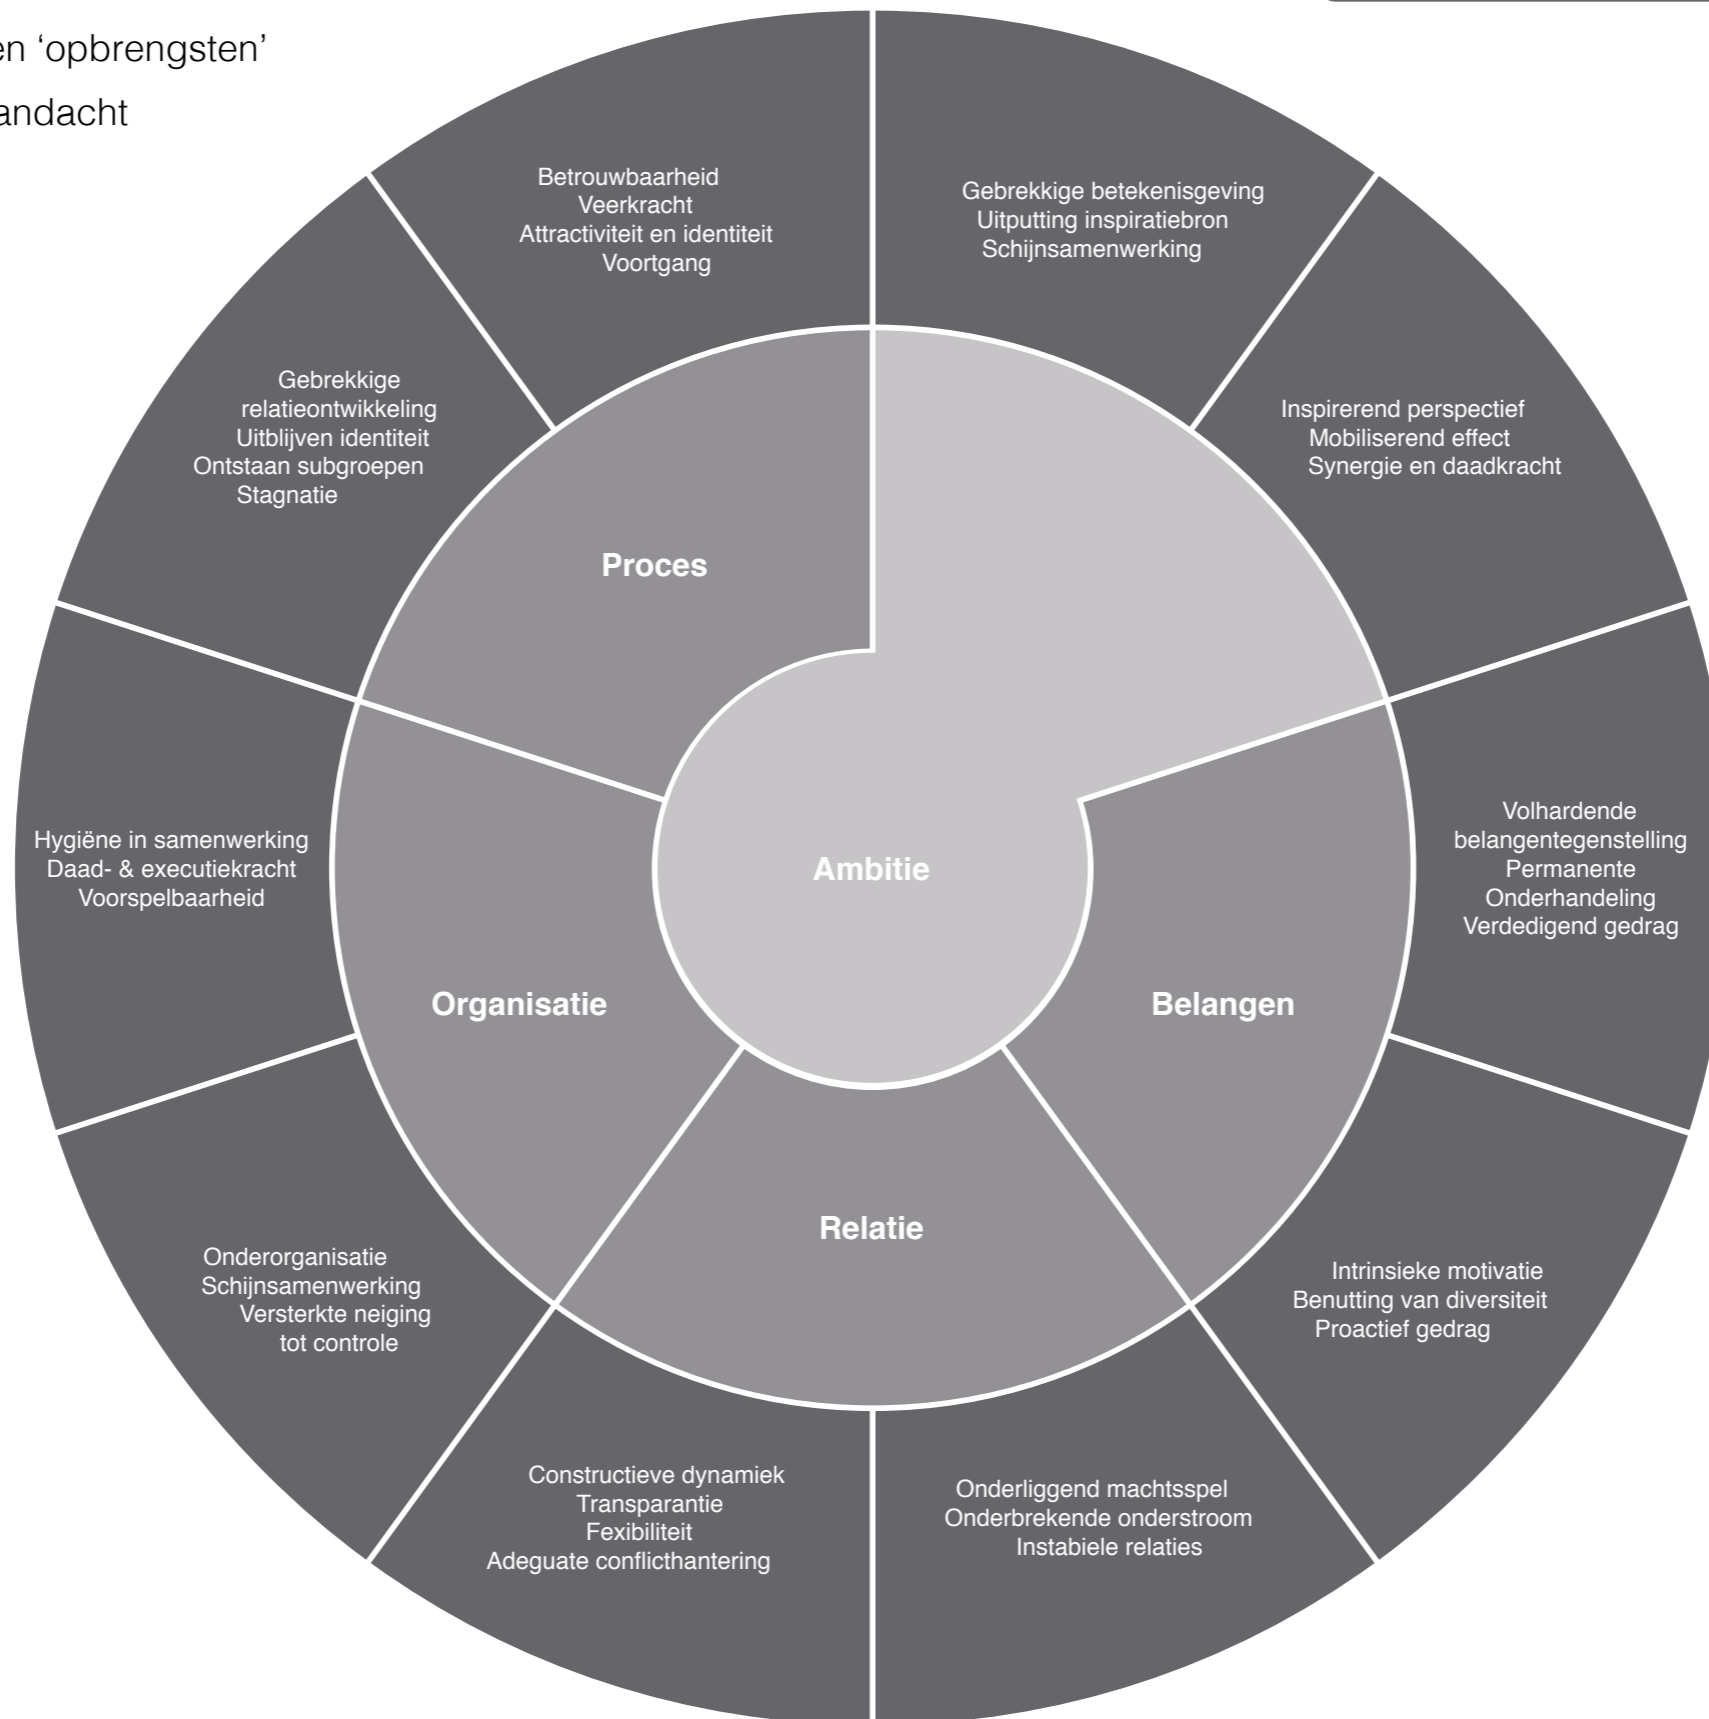 en ‘opbrengsten’
andacht
Betrouwbaarheid
Veerkracht
Attractiviteit en identiteit
Voortgang
Gebrekkige betekenisgeving
Uitputting inspiratiebron
Schijnsamenwerking
Inspirerend perspectief
Mobiliserend effect
Synergie en daadkracht
Volhardende
belangentegenstelling
Permanente
Onderhandeling
Verdedigend gedrag
Intrinsieke motivatie
Benutting van diversiteit
Proactief gedrag
Onderliggend machtsspel
Onderbrekende onderstroom
Instabiele relaties
Constructieve dynamiek
Transparantie
Fexibiliteit
Adeguate conflicthantering
Onderorganisatie
Schijnsamenwerking
Versterkte neiging
tot controle
Hygiëne in samenwerking
Daad- & executiekracht
Voorspelbaarheid
Gebrekkige
relatieontwikkeling
Uitblijven identiteit
Ontstaan subgroepen
Stagnatie
Proces
Ambitie
Organisatie
Belangen
Relatie